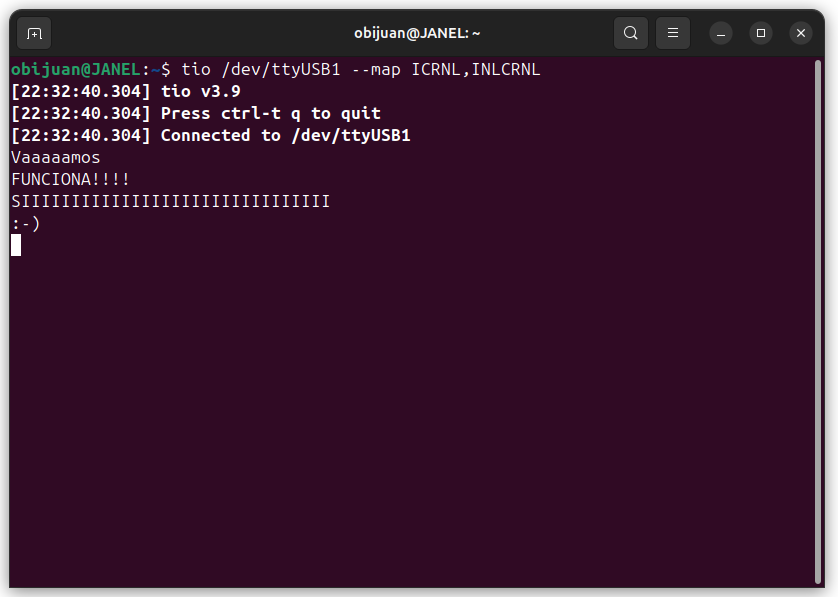 obijuan@JANEL: ~
obijuan@JANEL:~$ tio /dev/ttyUSB1 --map ICRNL,INLCRNL
[22:32:40.304] tio v3.9
[22:32:40.304] Press ctrl-t q to quit
[22:32:40.304] Connected to /dev/ttyUSB1
Vaaaaamos
FUNCIONA!!!!
SIIIIIIIIIIIIIIIIIIIIIIIIIIIIIII
:-)